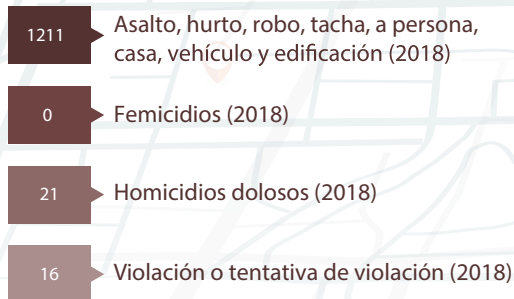 1211
Asalto, hurto, robo, tacha, a persona,
casa, vehículo y edificación (2018)
0
Femicidios (2018)
21
Homicidios dolosos (2018)
16
Violación o tentativa de violación (2018)